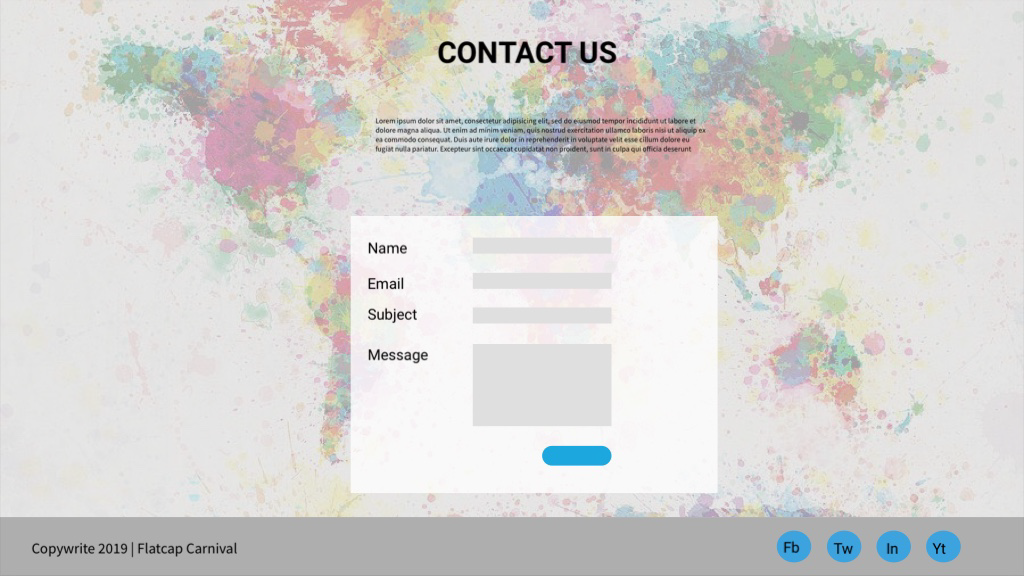 CONTACT US
Lorem ipsum dolor sit amet, consectetur adipisicing elit, sed do eiusmod tempor incididunt ut labore et
dolore magna aliqua. Ut enim ad minim veniam, quis nostrud exercitation ullamco laboris nisi ut aliquip ex
ea commodo consequat. Duis aute irure dolor in reprehenderit in voluptate velit esse cillum dolore eu
fugiat nulla pariatur. Excepteur sint occaecat cupidatat non proident, sunt in culpa qui officia deserunt
Name
Email
Subject
Message
Copywrite 2019 | Flatcap Carnival
Fb
Tw
In
Yt